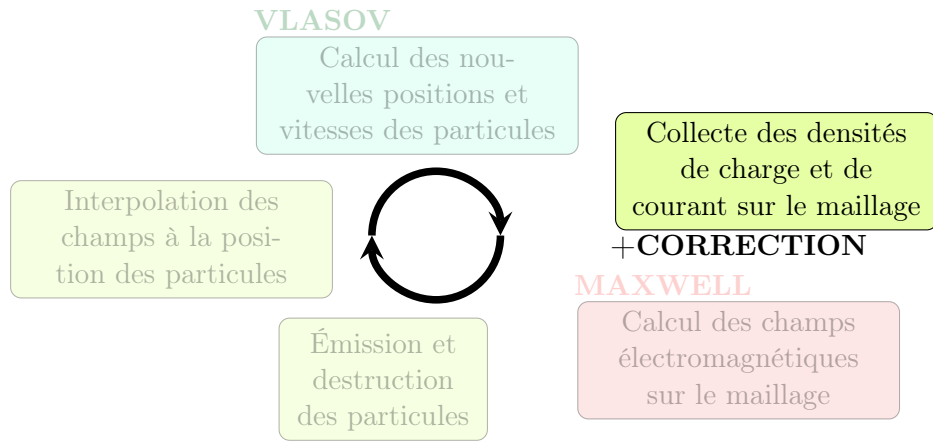 VLASOV
Calcul des nou-
velles positions et
vitesses des particules
Collecte des densités
de charge et de
courant sur le maillage
+CORRECTION
MAXWELL
Calcul des champs
électromagnétiques
sur le maillage
Émission et
destruction
des particules
Interpolation des
champs à la posi-
tion des particules